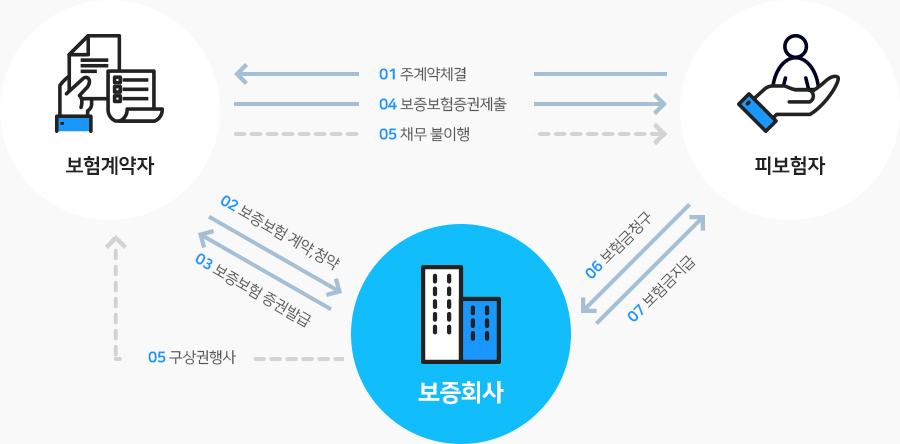 01 주계약체결
04 보증보험증권제출
05 채무 불이행
보험계약자
피보험자
02 보증보험 계약,청약
03 보증보험 증권발급
06 보험금청구
07 보험금지급
05 구상권행사
보증회사